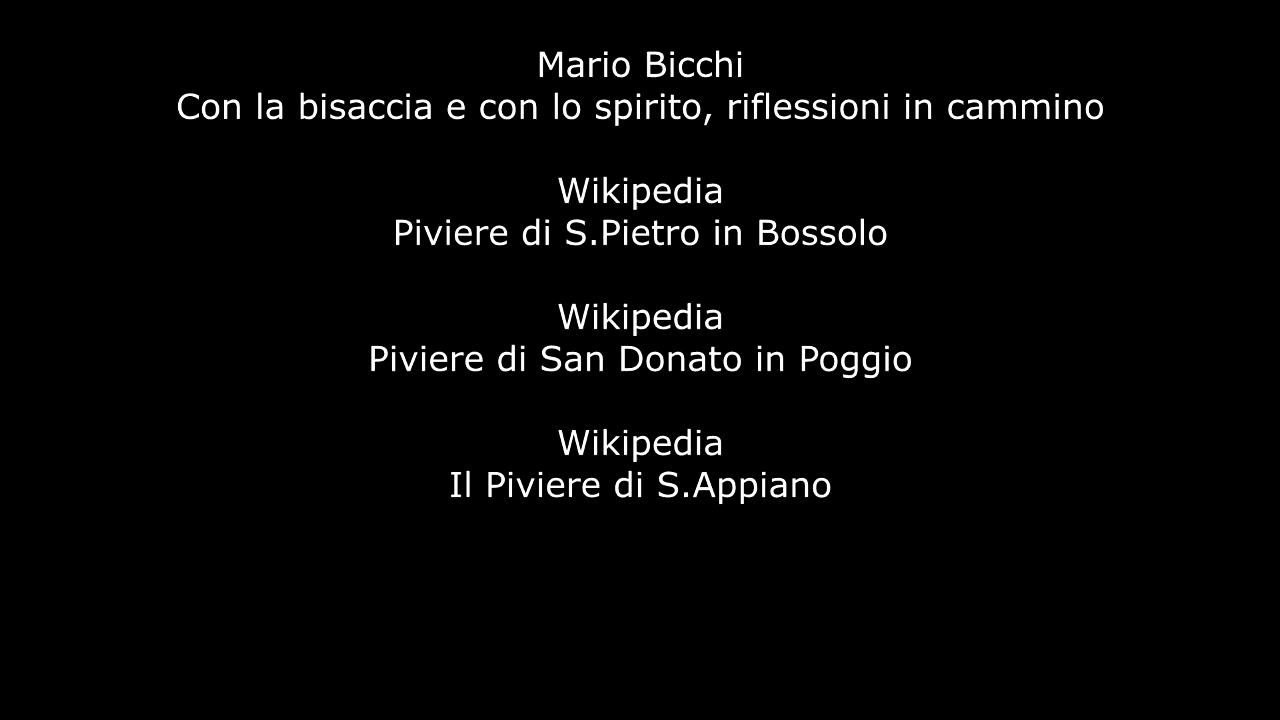 Mario Bicchi
Con la bisaccia e con lo spirito, riflessioni in cammino
Wikipedia
Piviere di S.Pietro in Bossolo
Wikipedia
Piviere di San Donato in Poggio
Wikipedia
Il Piviere di S.Appiano